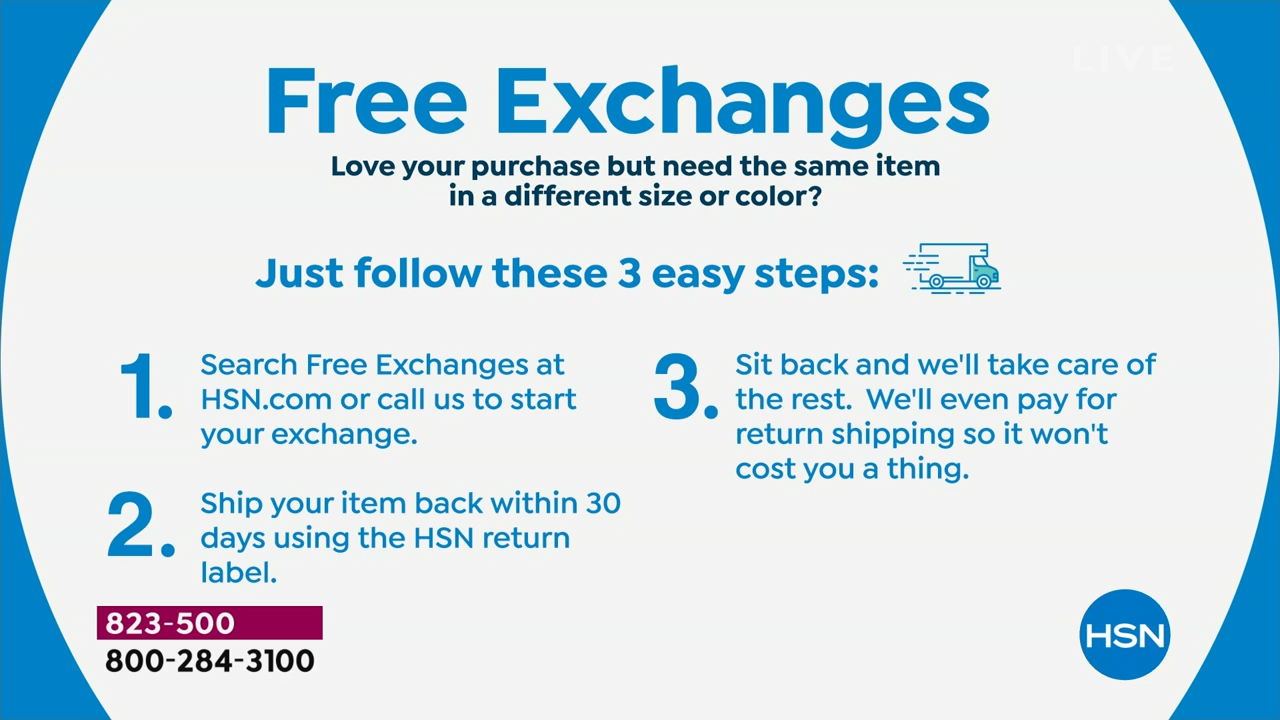 LIVE
Free Exchanges
Love your purchase but need the same item
in a different size or color?
Just follow these 3 easy steps:
1.
Search Free Exchanges at
HSN.com or call us to start
your exchange.
2.
Ship your item back within 30
days using the HSN return
label.
3.
Sit back and we'll take care of
the rest.  We'll even pay for
return shipping so it won't
cost you a thing.
823-500
800-284-3100
HSN